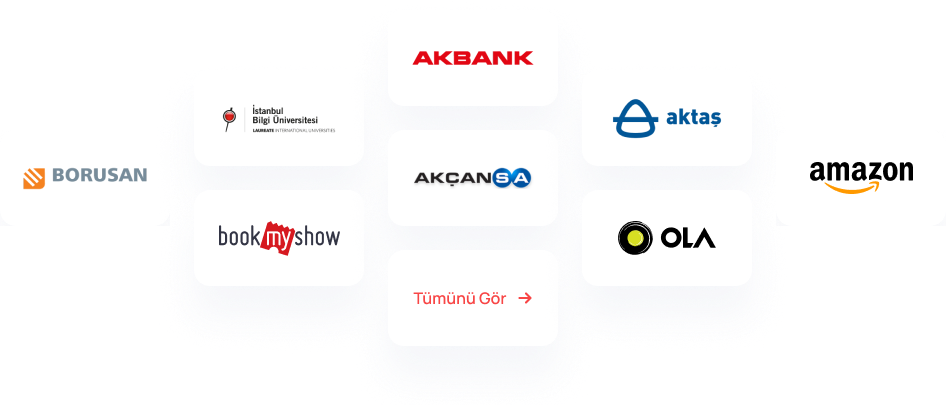 BORUSAN
İstanbul
Bilgi Üniversitesi
LAUREATE INTERNATIONAL UNIVERSITIES
bookmyshow
AKBANK
AKÇANSA
Tümünü Gör
aktaş
OLA
amazon